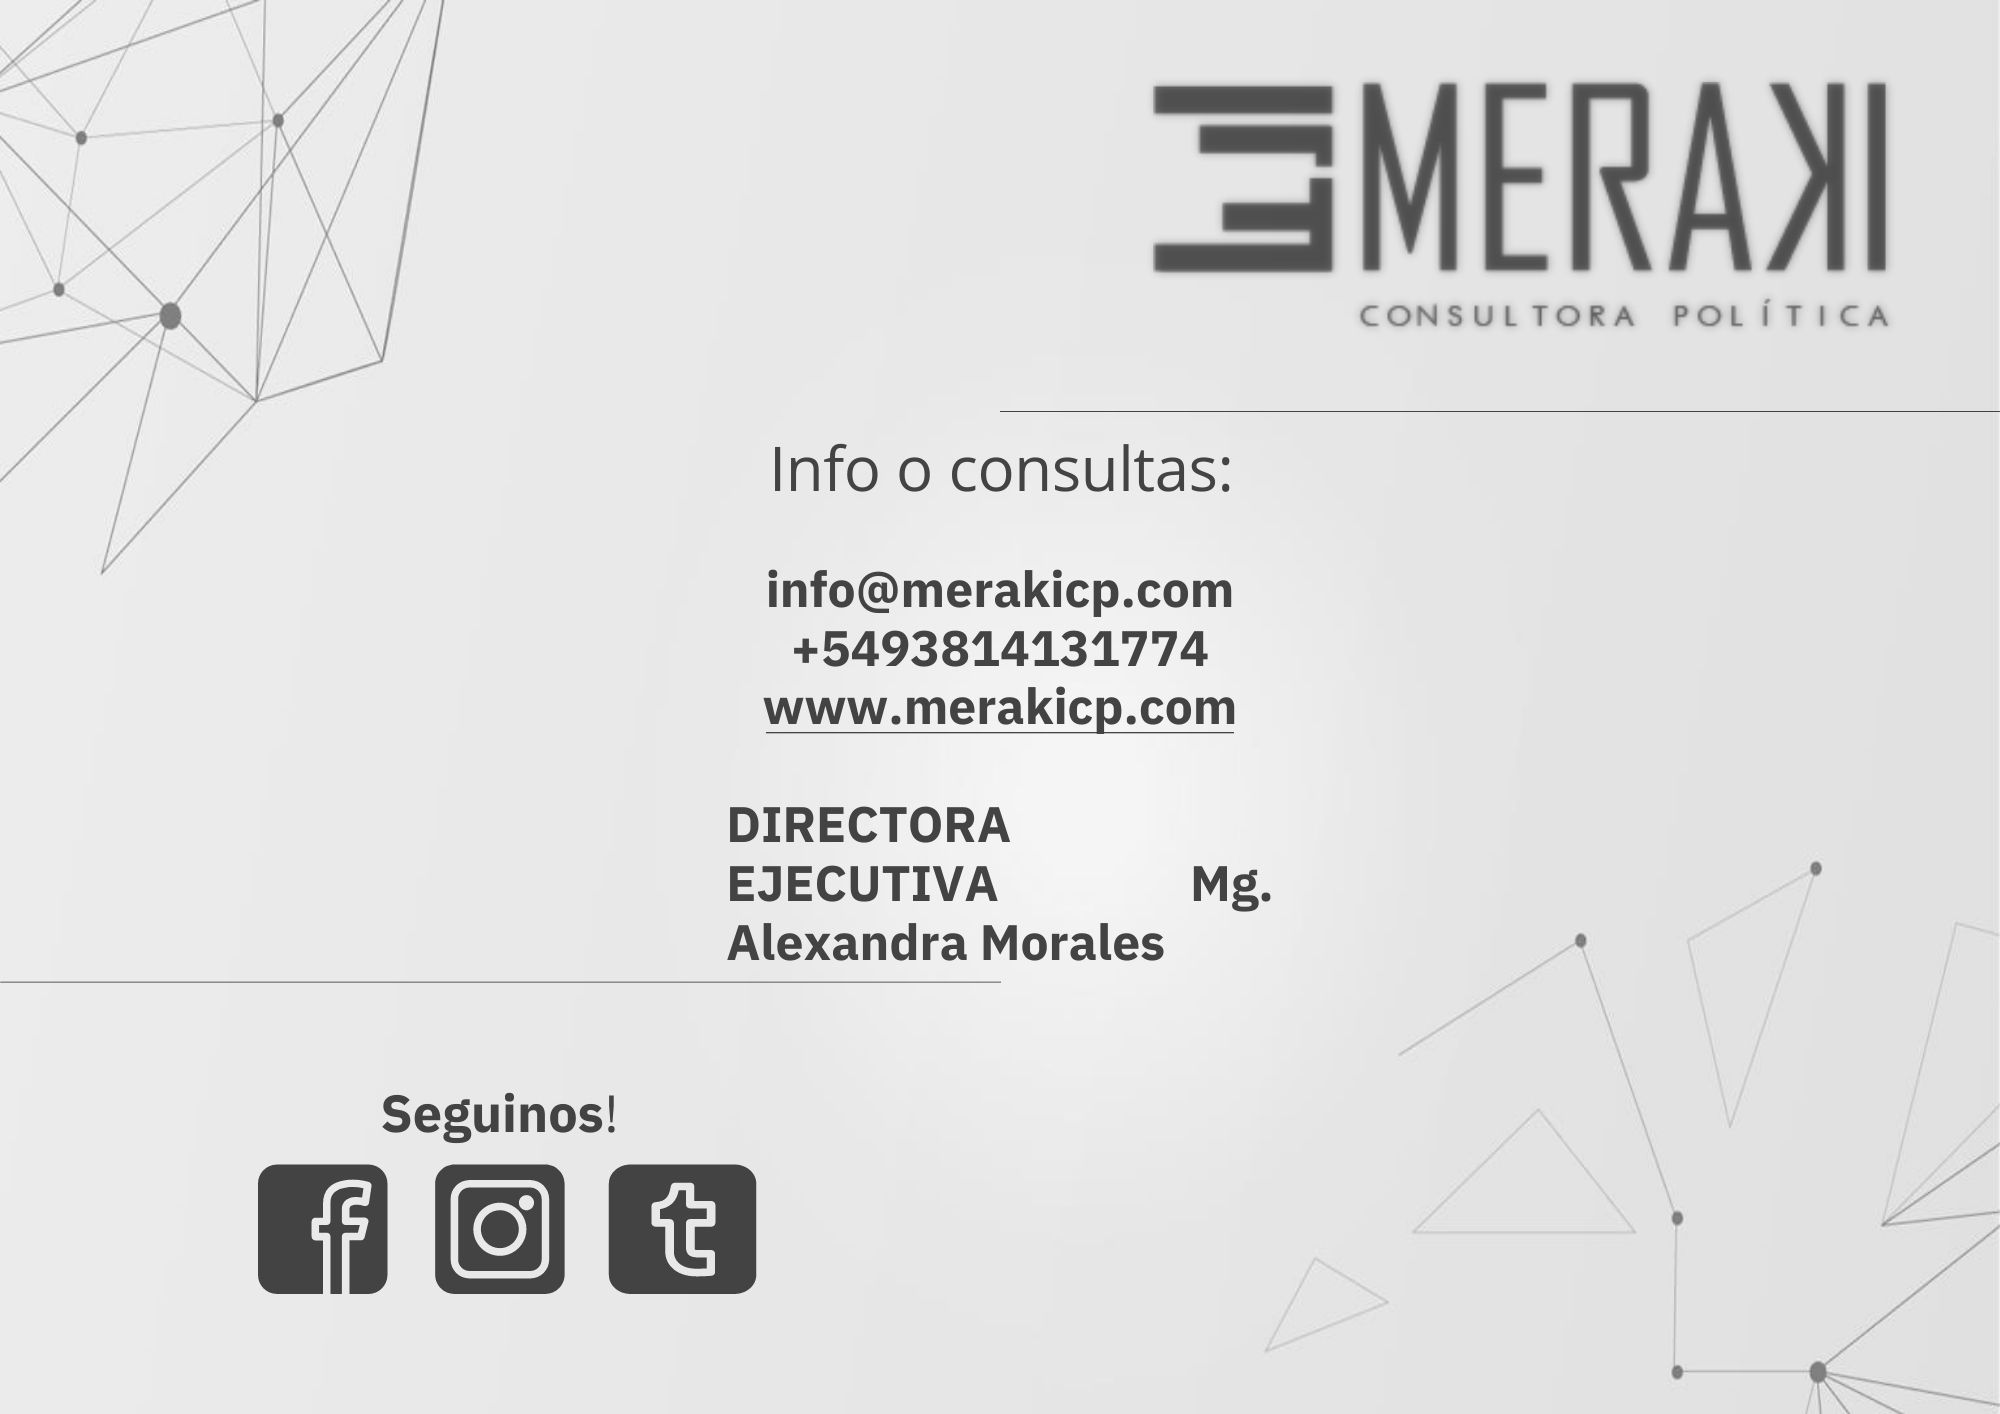 MERAKI
CONSULTORA POLÍTICA
Info o consultas:
info@merakicp.com
+5493814131774
www.merakicp.com
DIRECTORA
EJECUTIVA Mg.
Alexandra Morales
Seguinos!